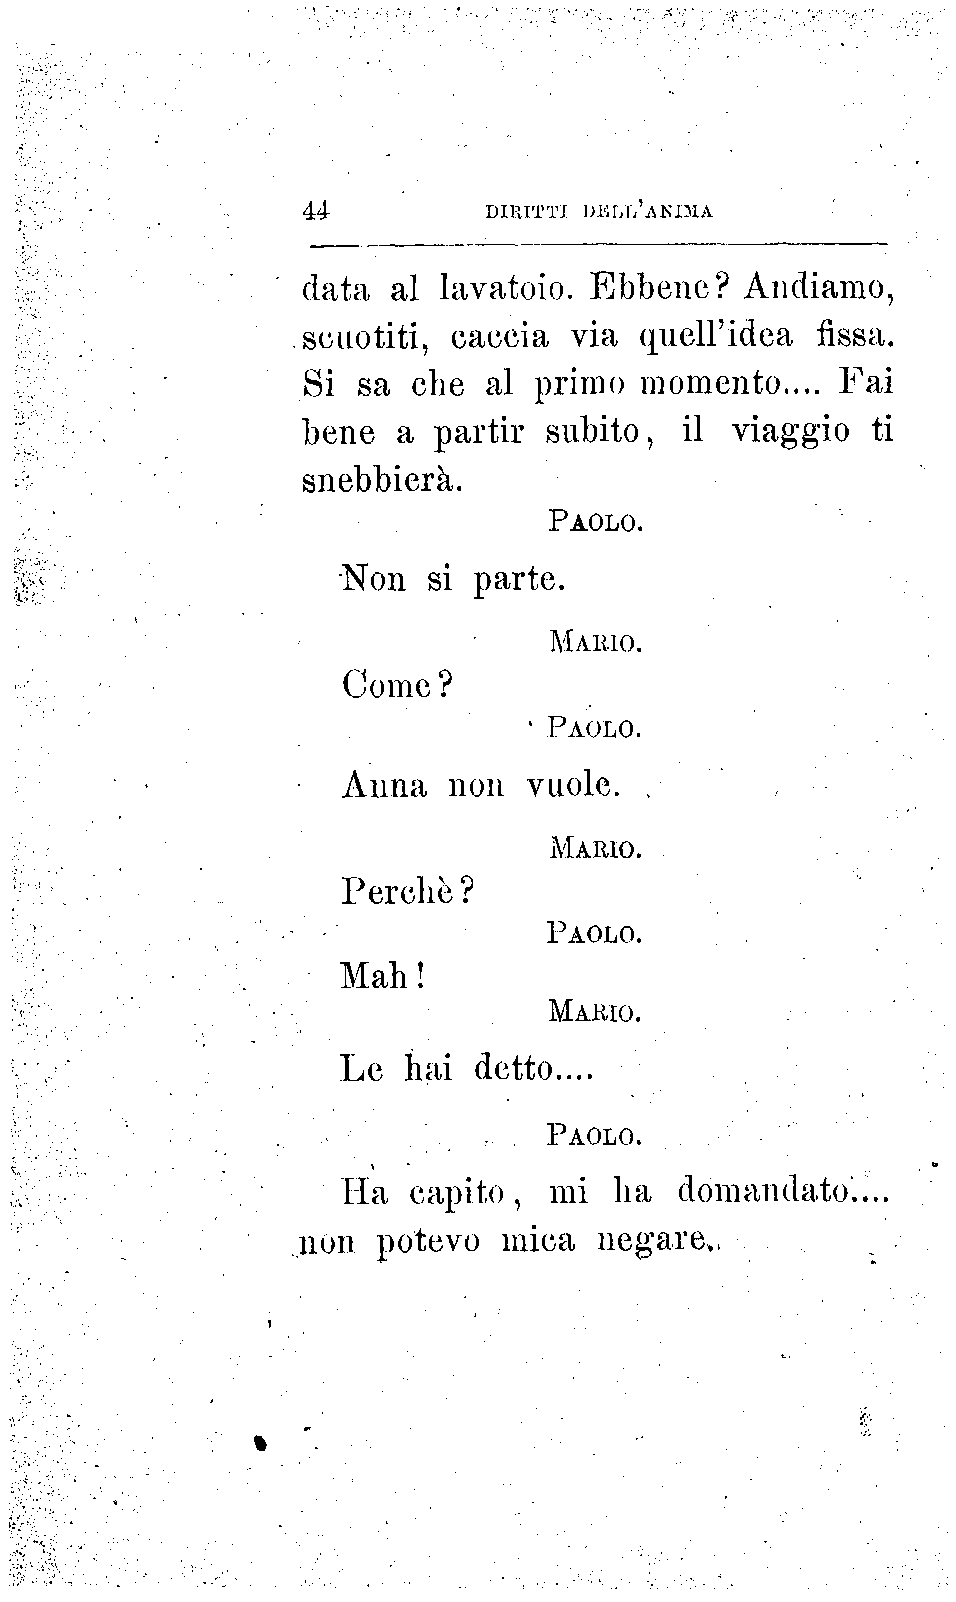 44 DIRITTI DELL'ANIMA
data al lavatoio. Ebbene? Andiamo,
scuotiti, caccia via quell'idea fissa.
Si sa che al primo momento.... Fai
bene a partir subito, il viaggio ti
snebbierà.
PAOLO.
Non si parte.
MARIO.
Come?
PAOLO.
Anna non vuole.
MARIO.
Perchè?
PAOLO.
Mah!
MARIO.
Le hai detto....
PAOLO.
Ha capito, mi ha domandato....
non potevo mica negare.